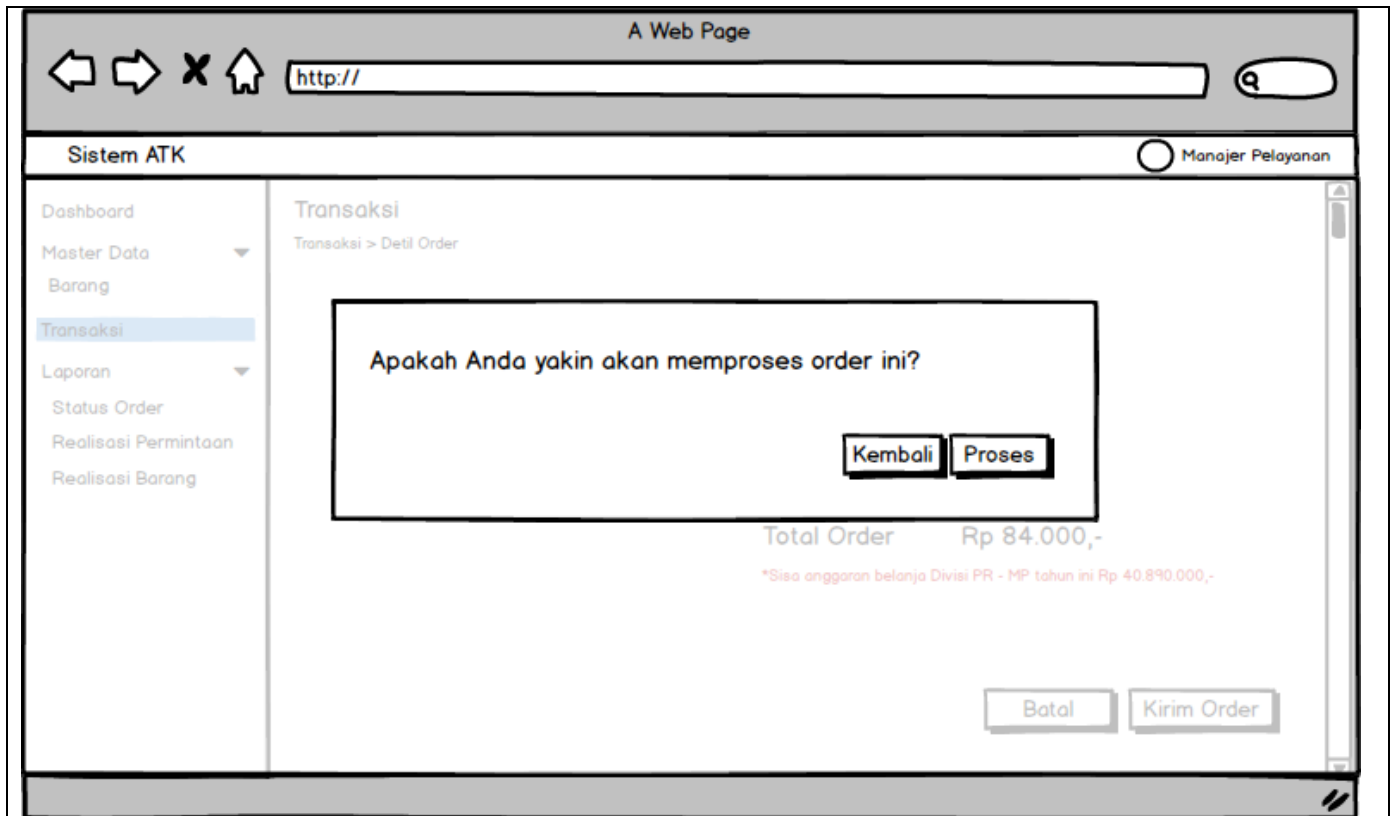 A Web Page
http://
Sistem ATK
Manajer Pelayanan
Dashboard
Master Data
Barang
Transaksi
Laporan
Status Order
Realisasi Permintaan
Realisasi Barang
Transaksi
Transaksi > Detil Order
Apakah Anda yakin akan memproses order ini?
Kembali Proses
Total Order Rp 84.000,-
*Sisa anggaran belanja Divisi PR - MP tahun ini Rp 40.890.000,-
Batal Kirim Order